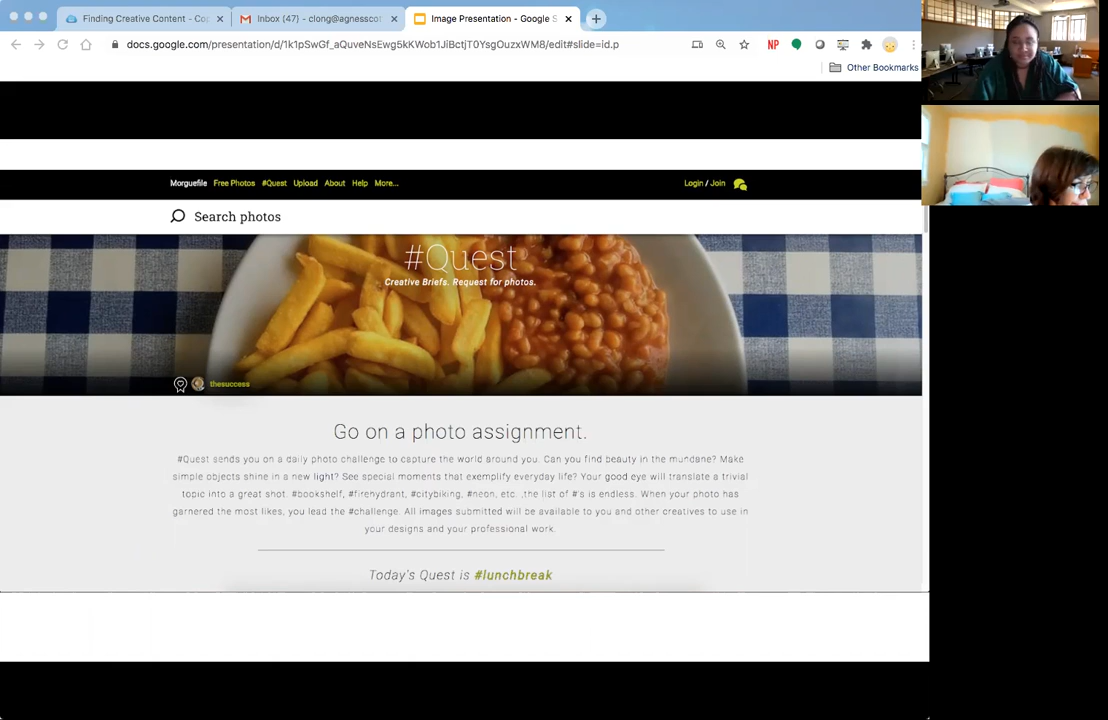 Finding Creative Content - Cop
Inbox (47) - clong@agnesscot
Image Presentation - Google S
docs.google.com/presentation/d/1k1pSwGf_aQuveNsEwg5kKWob1JiBctjT0YsgOuzxWM8/edit#slide=id.p
NP
Other Bookmarks
Morguefile Free Photos #Quest Upload About Help More... Login / Join
Search photos
#Quest
Creative Briefs. Request for photos.
thesuccess
Go on a photo assignment.
#Quest sends you on a daily photo challenge to capture the world around you. Can you find beauty in the mundane? Make
simple objects shine in a new light? See special moments that exemplify everyday life? Your good eye will translate a trivial
topic into a great shot. #bookshelf, #firehydrant, #citybiking, #neon, etc. ,the list of #'s is endless. When your photo has
garnered the most likes, you lead the #challenge. All images submitted will be available to you and other creatives to use in
your designs and your professional work.
Today's Quest is #lunchbreak